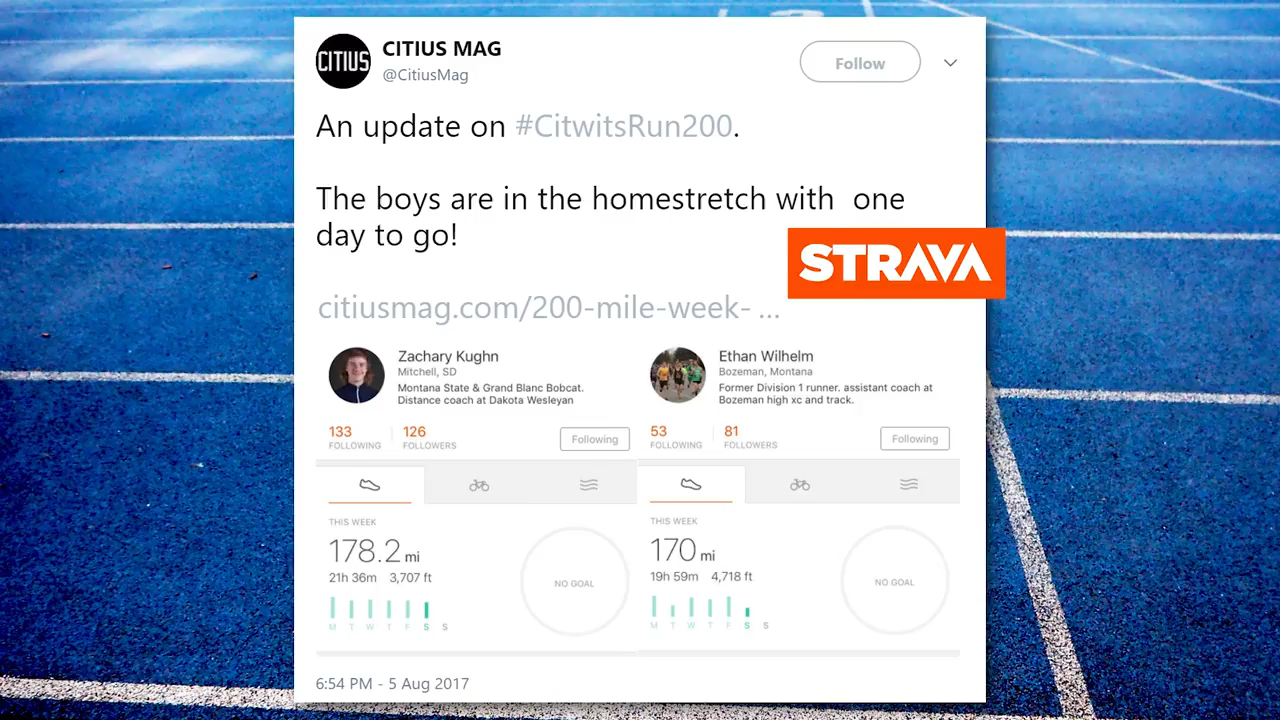 CITIUS
CITIUS MAG
@CitiusMag
Follow
An update on #CitwitsRun200.
The boys are in the homestretch with one
day to go!
STRAVA
citiusmag.com/200-mile-week- ...
Zachary Kughn
Mitchell, SD
Montana State & Grand Blanc Bobcat.
Distance coach at Dakota Wesleyan
133
FOLLOWING
126
FOLLOWERS
Following
THIS WEEK
178.2 mi
21h 36m 3,707 ft
NO GOAL
M T W T F S S
Ethan Wilhelm
Bozeman, Montana
Former Division 1 runner. assistant coach at
Bozeman high xc and track.
53
FOLLOWING
81
FOLLOWERS
Following
THIS WEEK
170 mi
19h 59m 4,718 ft
NO GOAL
M T W T F S S
6:54 PM - 5 Aug 2017